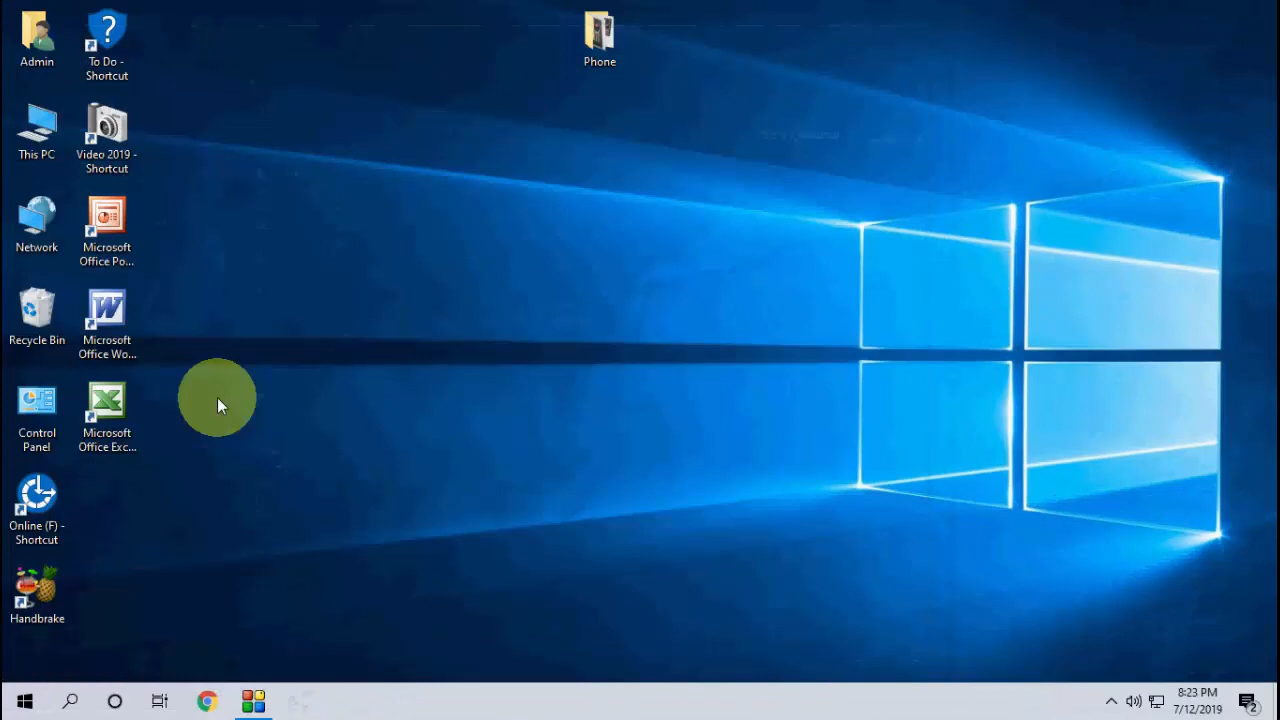 Admin
To Do -
Shortcut
Phone
This PC
Video 2019 -
Shortcut
Network
Microsoft
Office Po...
Recycle Bin
Microsoft
Office Wo...
Control
Panel
Microsoft
Office Exc...
Online (F) -
Shortcut
Handbrake
8:23 PM
7/12/2019
2